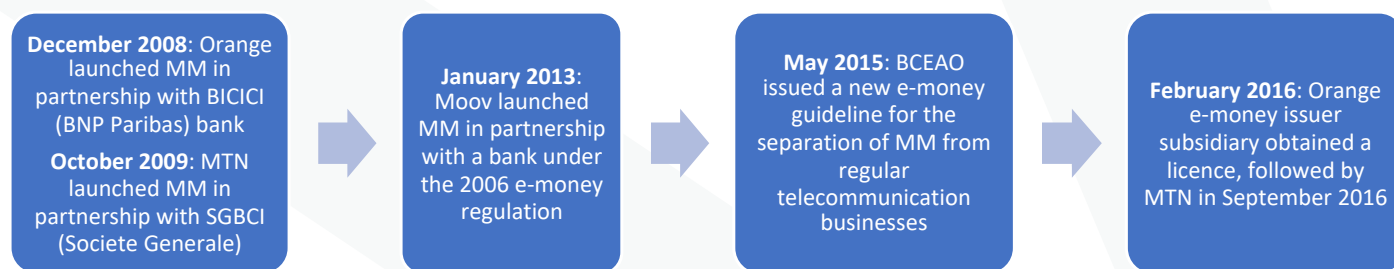 December 2008: Orange
launched MM in
partnership with BICICI
(BNP Paribas) bank
October 2009: MTN
launched MM in
partnership with SGBCI
(Societe Generale)
January 2013:
Moov launched
MM in partnership
with a bank under
the 2006 e-money
regulation
May 2015: BCEAO
issued a new e-money
guideline for the
separation of MM from
regular
telecommunication
businesses
February 2016: Orange
e-money issuer
subsidiary obtained a
licence, followed by
MTN in September 2016